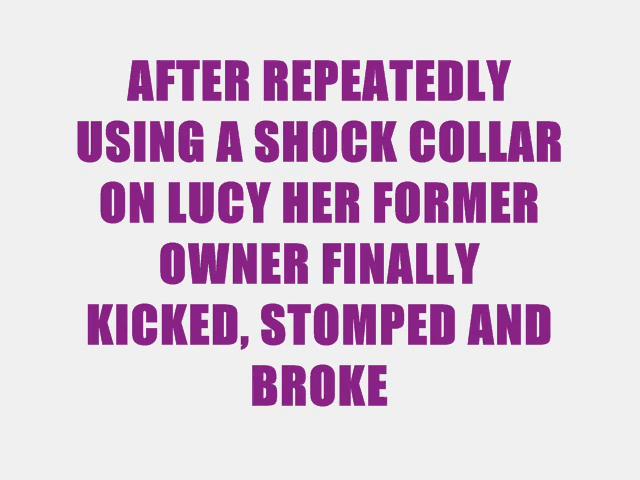 AFTER REPEATEDLY
USING A SHOCK COLLAR
ON LUCY HER FORMER
OWNER FINALLY
KICKED, STOMPED AND
BROKE